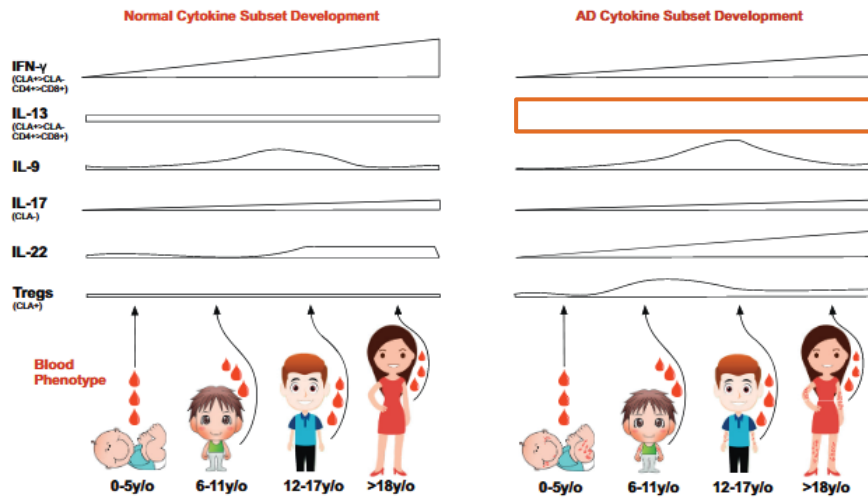 Normal Cytokine Subset Development
AD Cytokine Subset Development
IFN-γ
(CLA+>CLA-
CD4+>CD8+)
IL-13
(CLA+>CLA-
CD4+>CD8+)
IL-9
IL-17
(CLA-)
IL-22
Tregs
(CLA+)
Blood
Phenotype
0-5y/o
6-11y/o
12-17y/o
>18y/o
0-5y/o
6-11y/o
12-17y/o
>18y/o